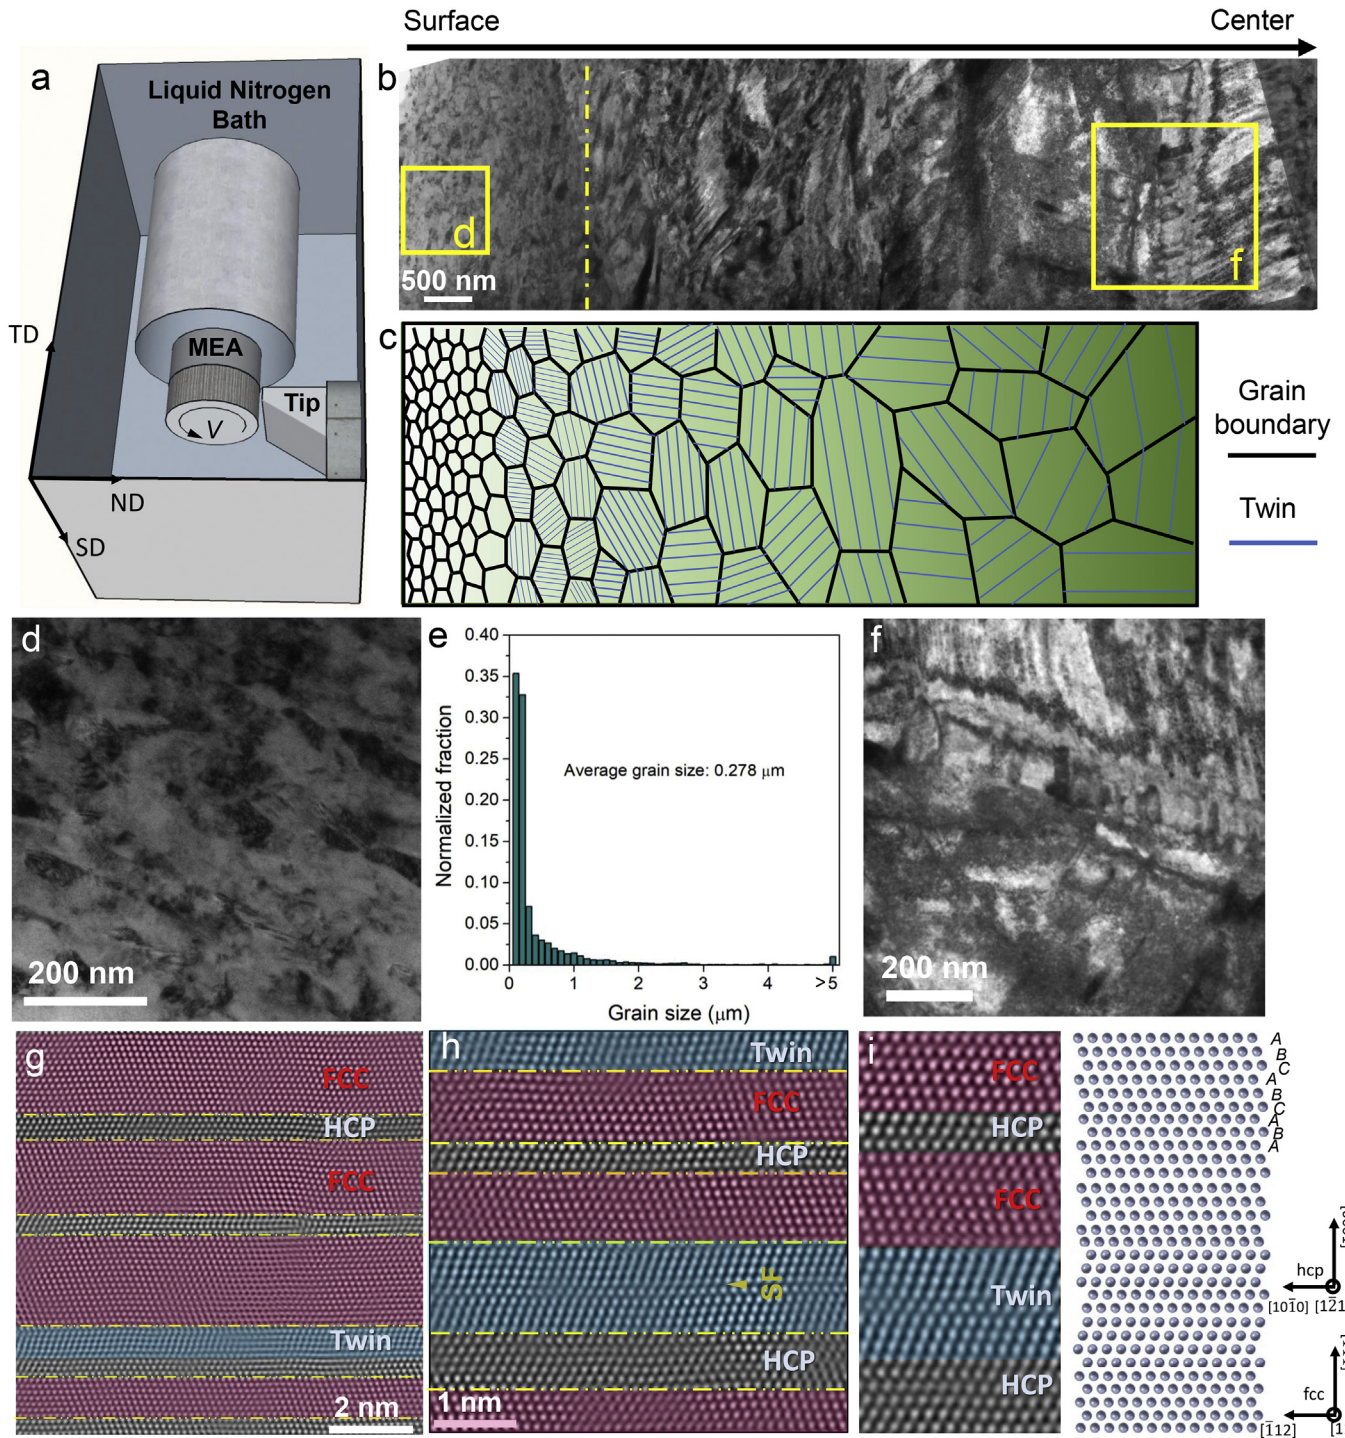 Surface
Center
a
Liquid Nitrogen
Bath
MEA
Tip
V
TD
ND
SD
b
d
500 nm
f
c
Grain
boundary
Twin
d
200 nm
e
0.40
0.35
0.30
0.25
0.20
0.15
0.10
0.05
0.00
Normalized fraction
Average grain size: 0.278 μm
0
1
2
3
4
>5
Grain size (μm)
f
200 nm
g
FCC
HCP
FCC
Twin
2 nm
h
Twin
FCC
HCP
SF
HCP
1 nm
i
FCC
HCP
FCC
Twin
HCP
A
B
C
A
B
C
A
B
A
hcp
[101̄0]
fcc
[1̄12]